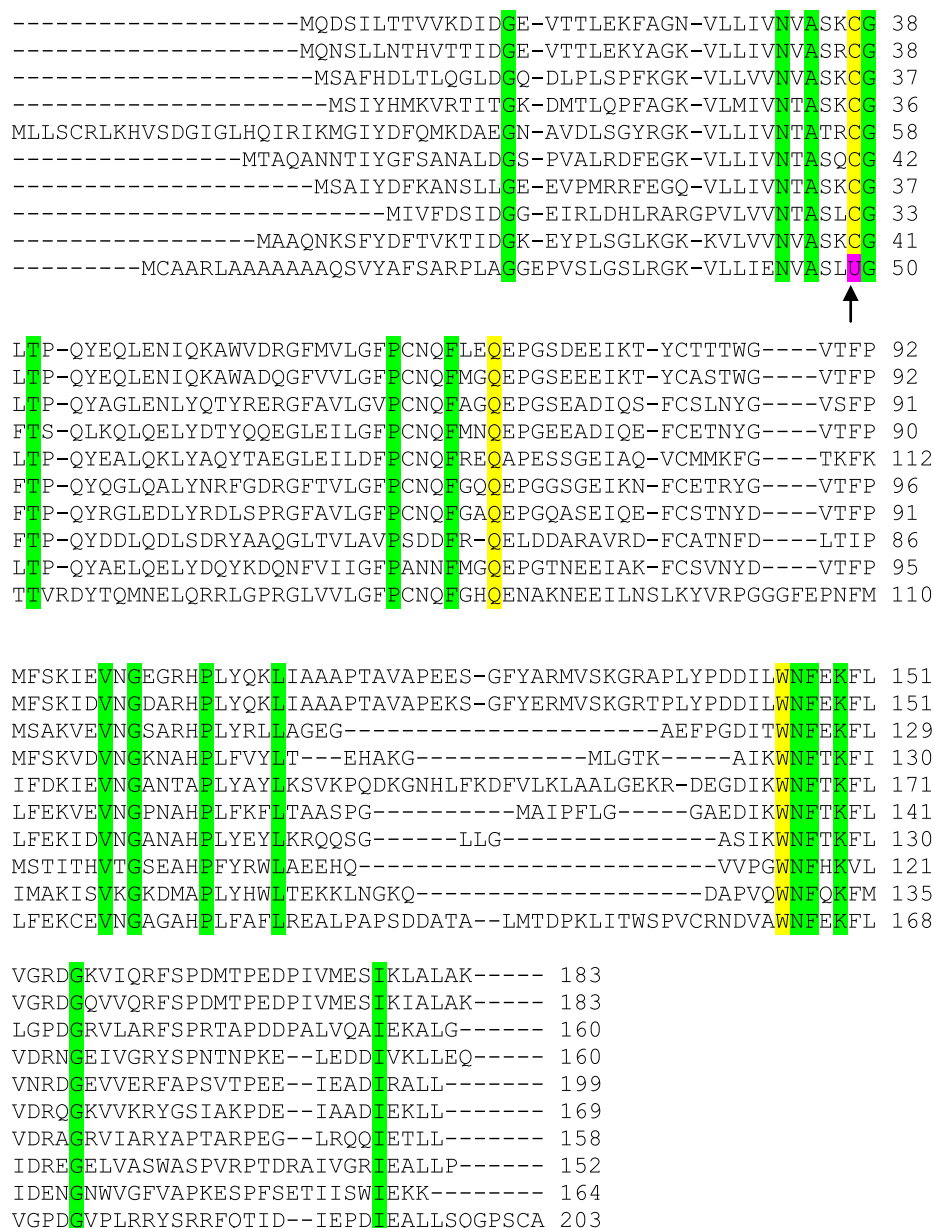 ---------------------MQDSILTTVVKDIDGE-VTTLEKFAGN-VLLIVNVASKCG 38
---------------------MQNSLLNTHVTTIDGE-VTTLEKYAGK-VLLIVNVASRCG 38
----------------------MSAFHDLTLQGLDGQ-DLPLSPFKGK-VLLVVNVASKCG 37
-----------------------MSIYHMKVRTITGK-DMTLQPFAGK-VLMIVNTASKCG 36
MLLSCRLKHVSDGIGLHQIRIKMGIYDFQMKDAEGN-AVDLSGYRGK-VLLIVNTATRCG 58
-----------------MTAQANNTIYGFSANALDGS-PVALRDFEGK-VLLIVNTASQCG 42
----------------------MSAIYDFKANSLLGE-EVPMRRFEGQ-VLLIVNTASKCG 37
---------------------------MIVFDSIDGG-EIRLDHLRARGPVLVVNTASLCG 33
------------------MAAQNKSFYDFTVKTIDGK-EYPLSGLKGK-KVLVVNVASKCG 41
---------MCAARLAAAAAAAQSVYAFSARPLAGGEPVSLGSLRGK-VLLIENVASLUG 50
LTP-QYEQLENIQKAWVDRGFMVLGFPCNQFLEQEPGSDEEIKT-YCTTTWG----VTFP 92
LTP-QYEQLENIQKAWADQGFVVLGFPCNQFMGQEPGSEEEIKT-YCASTWG----VTFP 92
LTP-QYAGLENLYQTYRERGFAVLGVPCNQFAGQEPGSEADIQS-FCSLNYG----VSFP 91
FTS-QLKQLQELYDTYQQEGLEILGFPCNQFMNQEPGEEADIQE-FCETNYG----VTFP 90
LTP-QYEALQKLYAQYTAEGLEILDFPCNQFREQAPESSGEIAQ-VCMMKFG----TKFK 112
FTP-QYQGLQALYNRFGDRGFTVLGFPCNQFGQQEPGGSGEIKN-FCETRYG----VTFP 96
FTP-QYRGLEDLYRDLSPRGFAVLGFPCNQFGAQEPGQASEIQE-FCSTNYD----VTFP 91
FTP-QYDDLQDLSDRYAAQGLTVLAVPSDDFR-QELDDARAVRD-FCATNFD----LTIP 86
LTP-QYAELQELYDQYKDQNFVIIGFPANNFMGQEPGTNEEIAK-FCSVNYD----VTFP 95
TTVRDYTQMNELQRRLGPRGLVVLGFPCNQFGHQENAKNEEILNSLKYVRPGGGFEPNFM 110
MFSKIEVNGEGRHPLYQKLIAAAPTAVAPEES-GFYARMVSKGRAPLYPDDILWNFEKFL 151
MFSKIDVNGDARHPLYQKLIAAAPTAVAPEKS-GFYERMVSKGRTPLYPDDILWNFEKFL 151
MSAKVEVNGSARHPLYRLLAGEG----------------------AEFPGDITWNFEKFL 129
MFSKVDVNGKNAHPLFVYLT---EHAKG------------MLGTK----AIKWNFTKFI 130
IFDKIEVNGANTAPLYAYLKSVKPQDKGNHLFKDFVLKLAALGEKR-DEGDIKWNFTKFL 171
LFEKVEVNGPNAHPLFKFLTAASPG------------MAIPFLG------GAEDIKWNFTKFL 141
LFEKIDVNGANAHPLYEYLKRQQSG------LLG---------------ASIKWNFTKFL 130
MSTITHVTGSEAHPFYRWLAEEHQ-------------------------VVPGWNFHKVL 121
IMAKISVKGKDMAPLYHWLTEKKLNGKQ---------------------DAPVQWNFQKFM 135
LFEKCEVNGAGAHPLFAFLREALPAPSDDATA--LMTDPKLITWSPVCRNDVAWNFEKFL 168
VGRDGKVIQRFSPDMTPEDPIVMESIKLALAK----- 183
VGRDGQVVQRFSPDMTPEDPIVMESIKIALAK----- 183
LGPDGRVLARFSPRTAPDDPALVQAIEKALG------ 160
VDRNGEIVGRYSPNTNPKE--LEDDIVKLLEQ----- 160
VNRDGEVVERFAPSVTPEE--IEADIRALL------- 199
VDRQGKVVKRYGSIAKPDE--IAADIEKLL------- 169
VDRAGRVIARYAPTARPEG--LRQQIETLL------- 158
IDREGELVASWASPVRPTDRAIVGRIEALLP------ 152
IDENGNWVGFVAPKESPFSETIISWIEKK-------- 164
VGPDGVPLRRYSRRFQTID--IEPDIEALLSQGPSCA 203